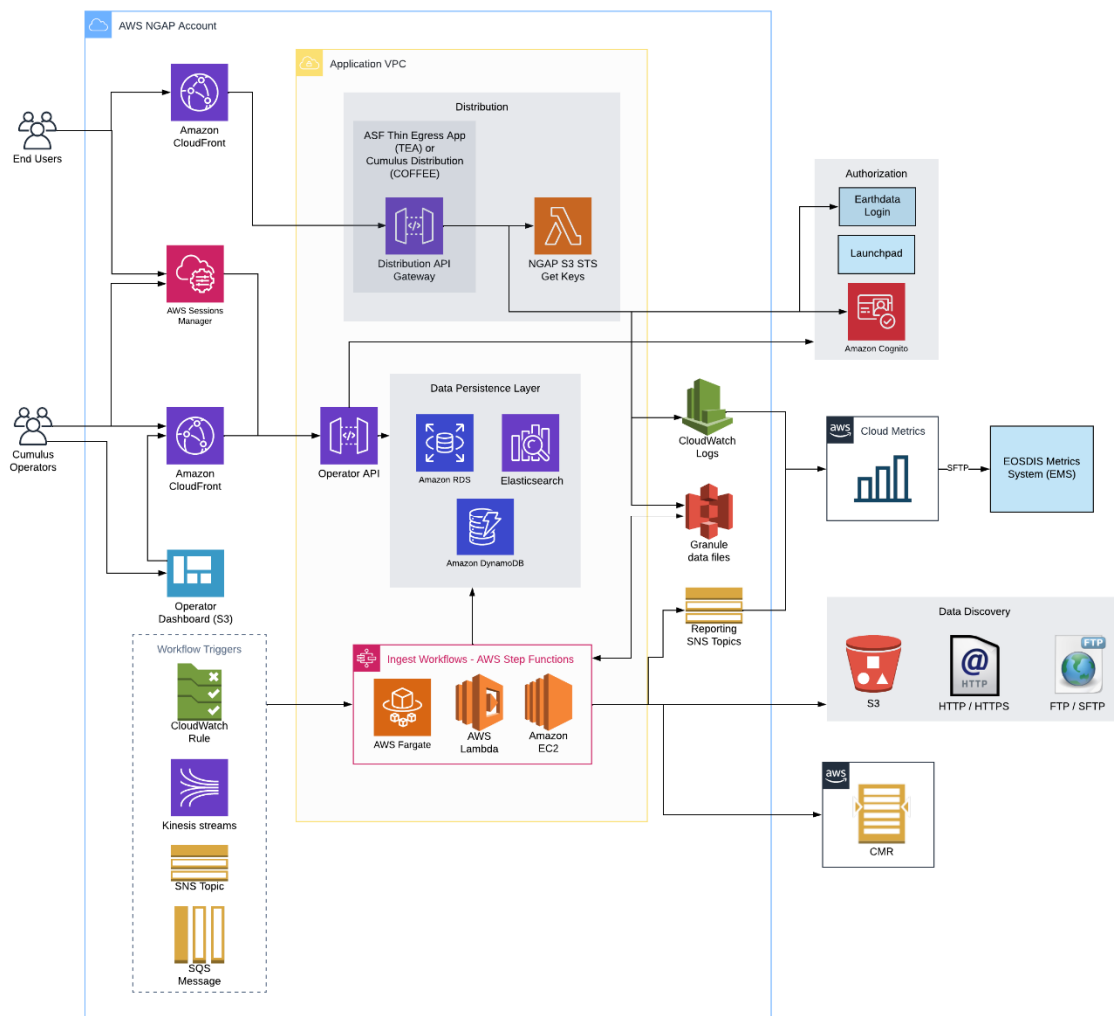 AWS NGAP Account
Application VPC
End Users
Amazon
CloudFront
Distribution
ASF Thin Egress App
(TEA) or
Cumulus Distribution
(COFFEE)
Distribution API
Gateway
NGAP S3 STS
Get Keys
Authorization
Earthdata
Login
Launchpad
Amazon Cognito
AWS Sessions
Manager
Cumulus
Operators
Amazon
CloudFront
Operator API
Data Persistence Layer
Amazon RDS
Elasticsearch
Amazon DynamoDB
CloudWatch
Logs
Granule
data files
Reporting
SNS Topics
aws
Cloud Metrics
SFTP
EOSDIS Metrics
System (EMS)
Operator
Dashboard (S3)
Workflow Triggers
CloudWatch
Rule
Kinesis streams
SNS Topic
SQS
Message
Ingest Workflows - AWS Step Functions
AWS Fargate
AWS
Lambda
Amazon
EC2
Data Discovery
S3
@
HTTP
HTTP / HTTPS
FTP
FTP / SFTP
aws
CMR